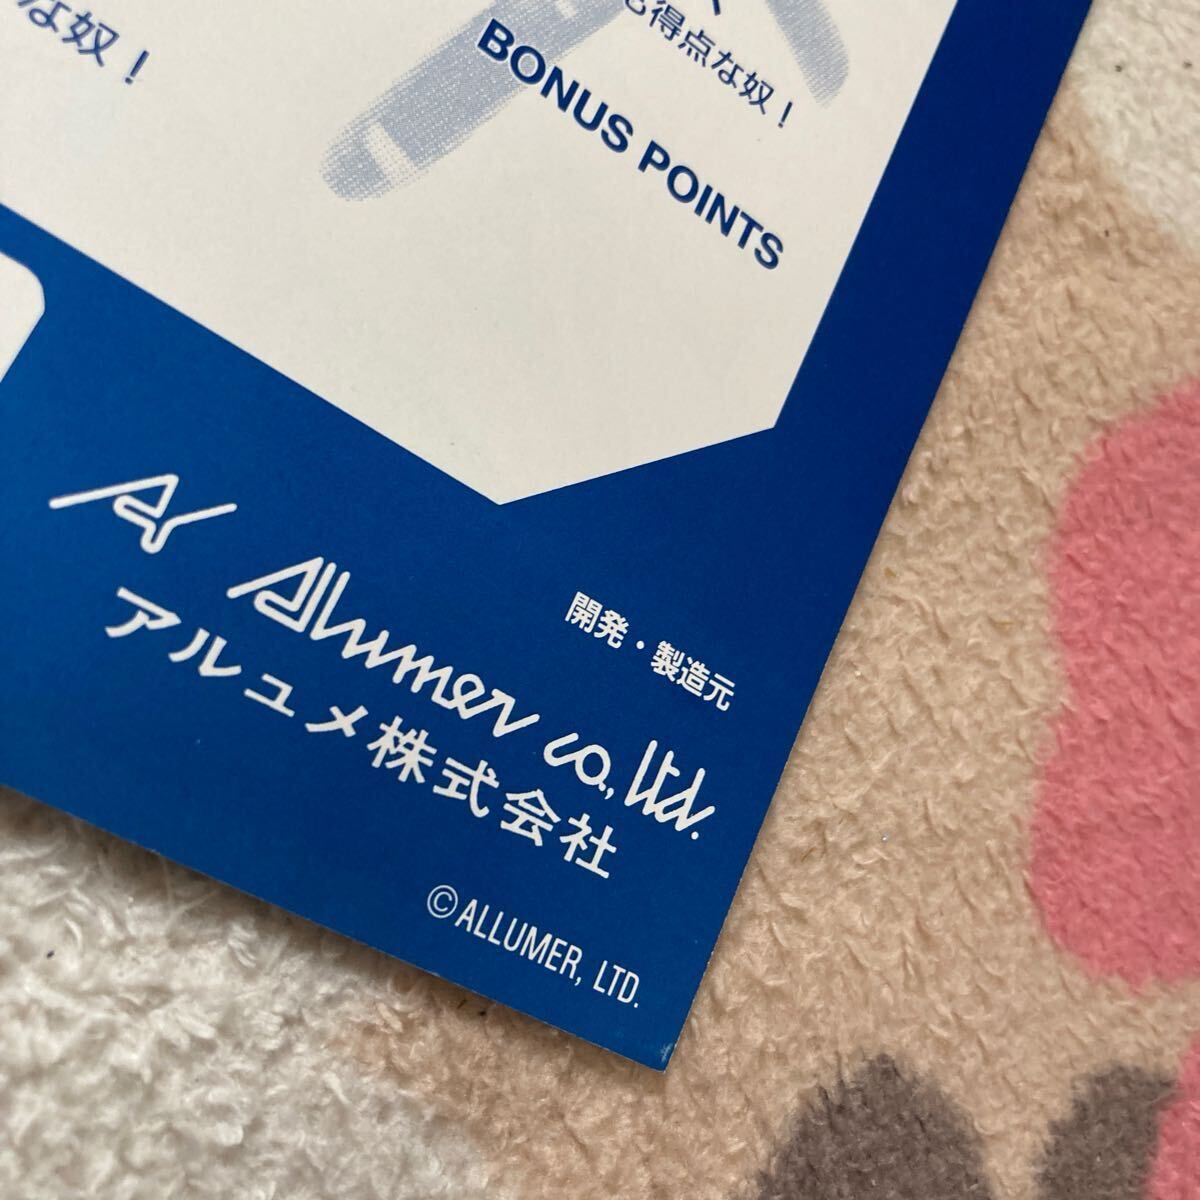 な奴！
得点な奴！
BONUS POINTS
開発・製造元
Allumer co., ltd.
アルュメ株式会社
©ALLUMER, LTD.